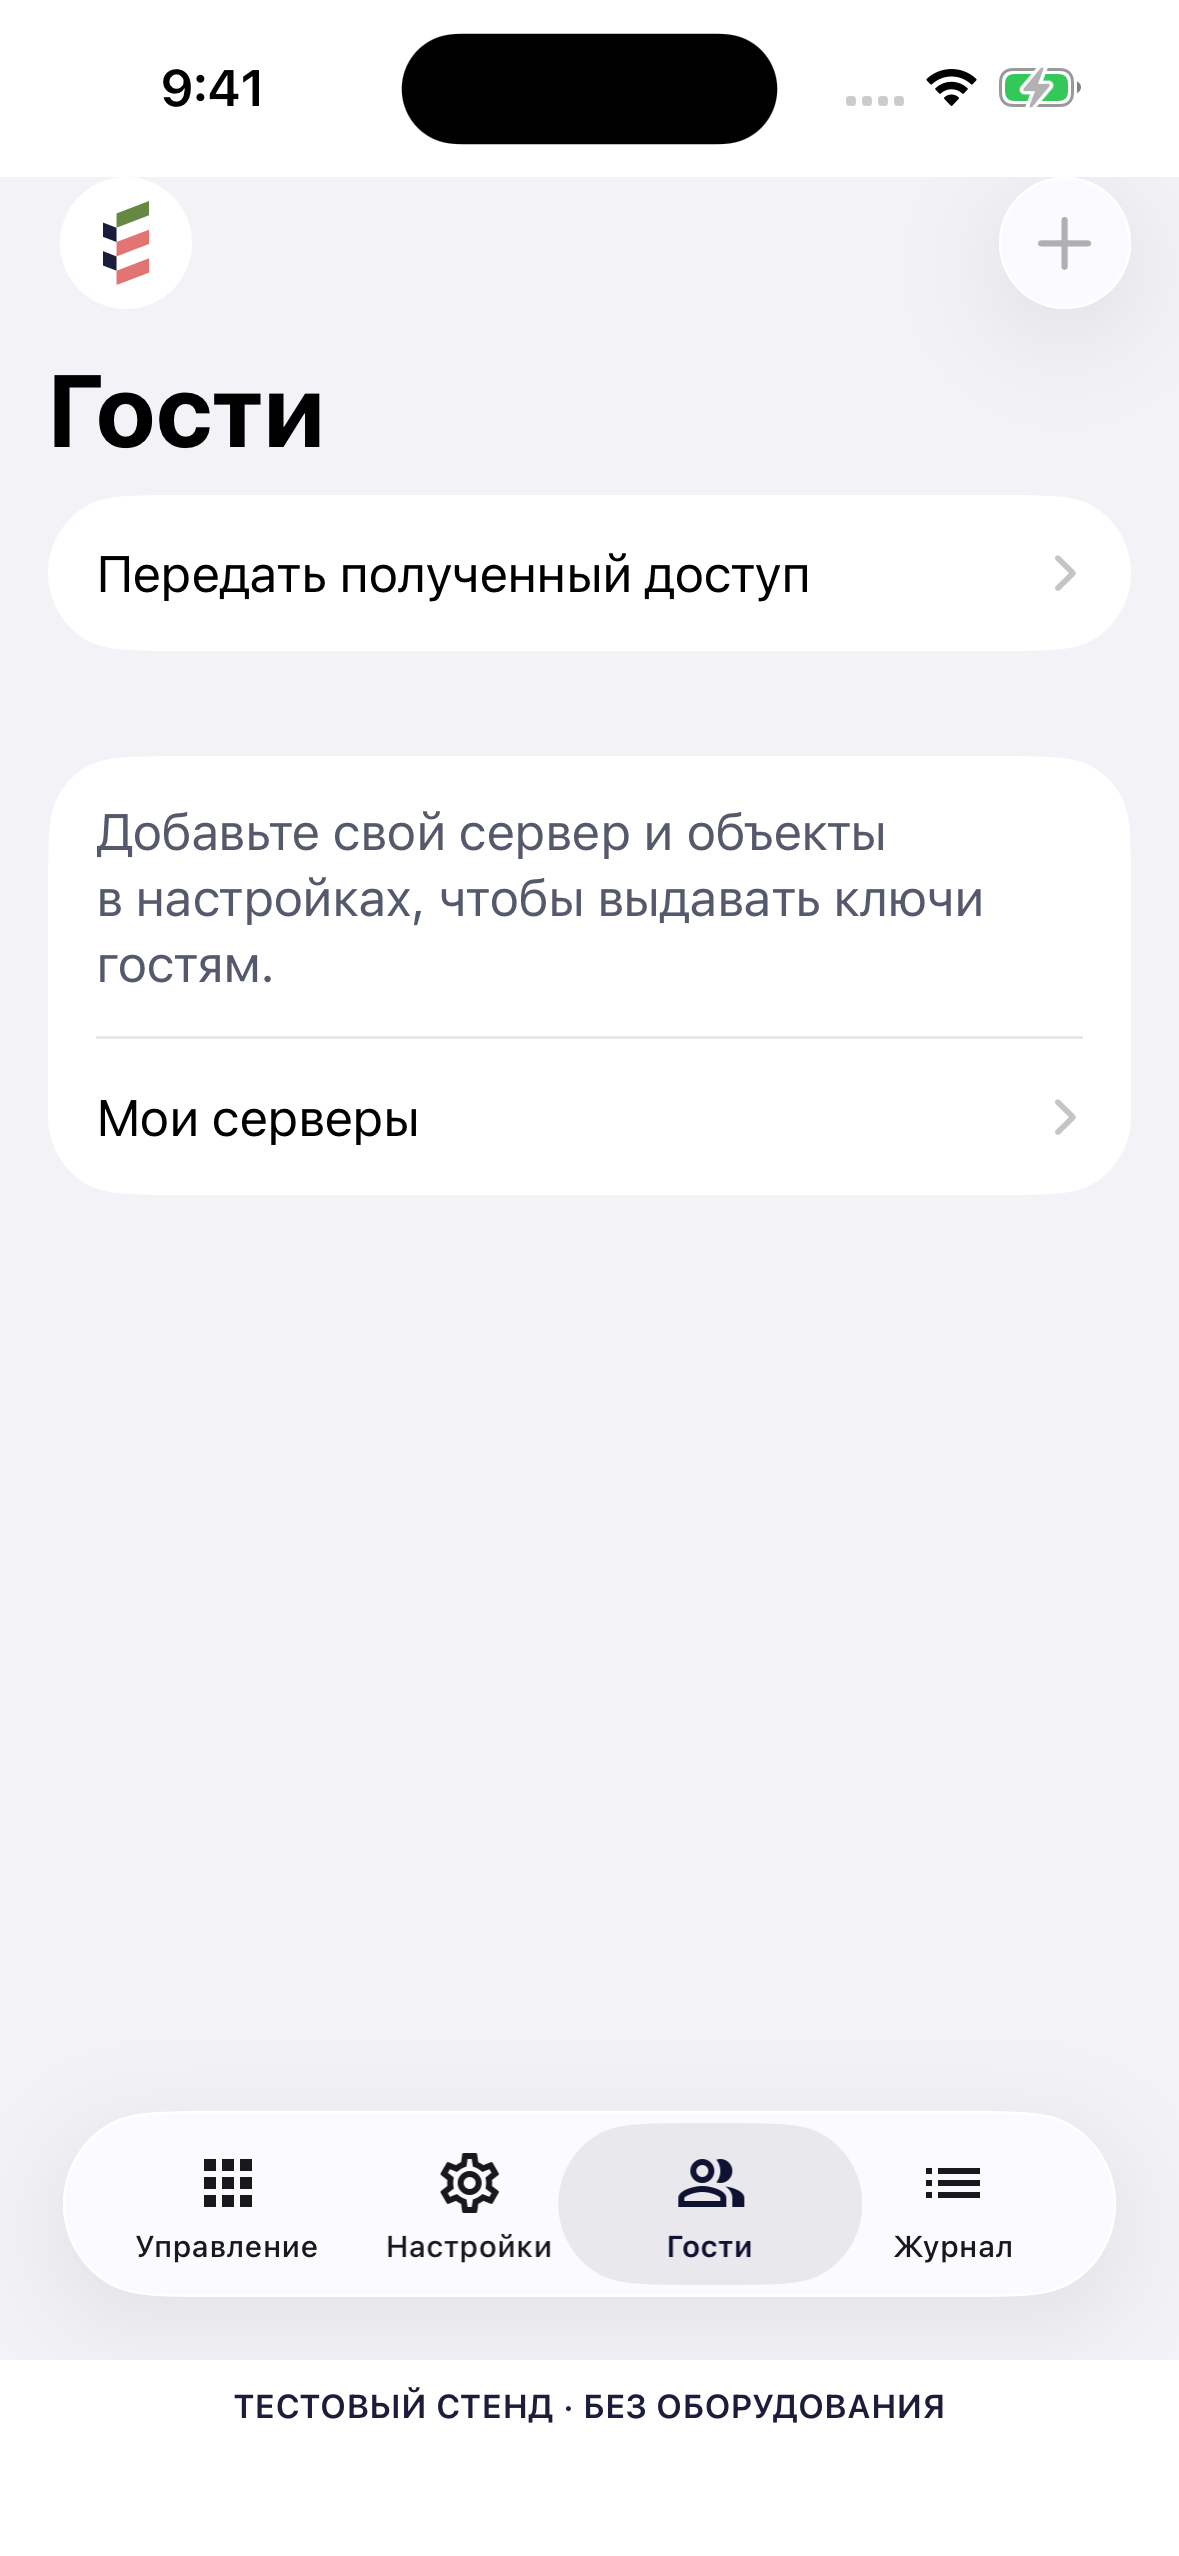 9:41
Гости
Передать полученный доступ
Добавьте свой сервер и объекты
в настройках, чтобы выдавать ключи
гостям.
Мои серверы
Управление
Настройки
Гости
Журнал
ТЕСТОВЫЙ СТЕНД · БЕЗ ОБОРУДОВАНИЯ